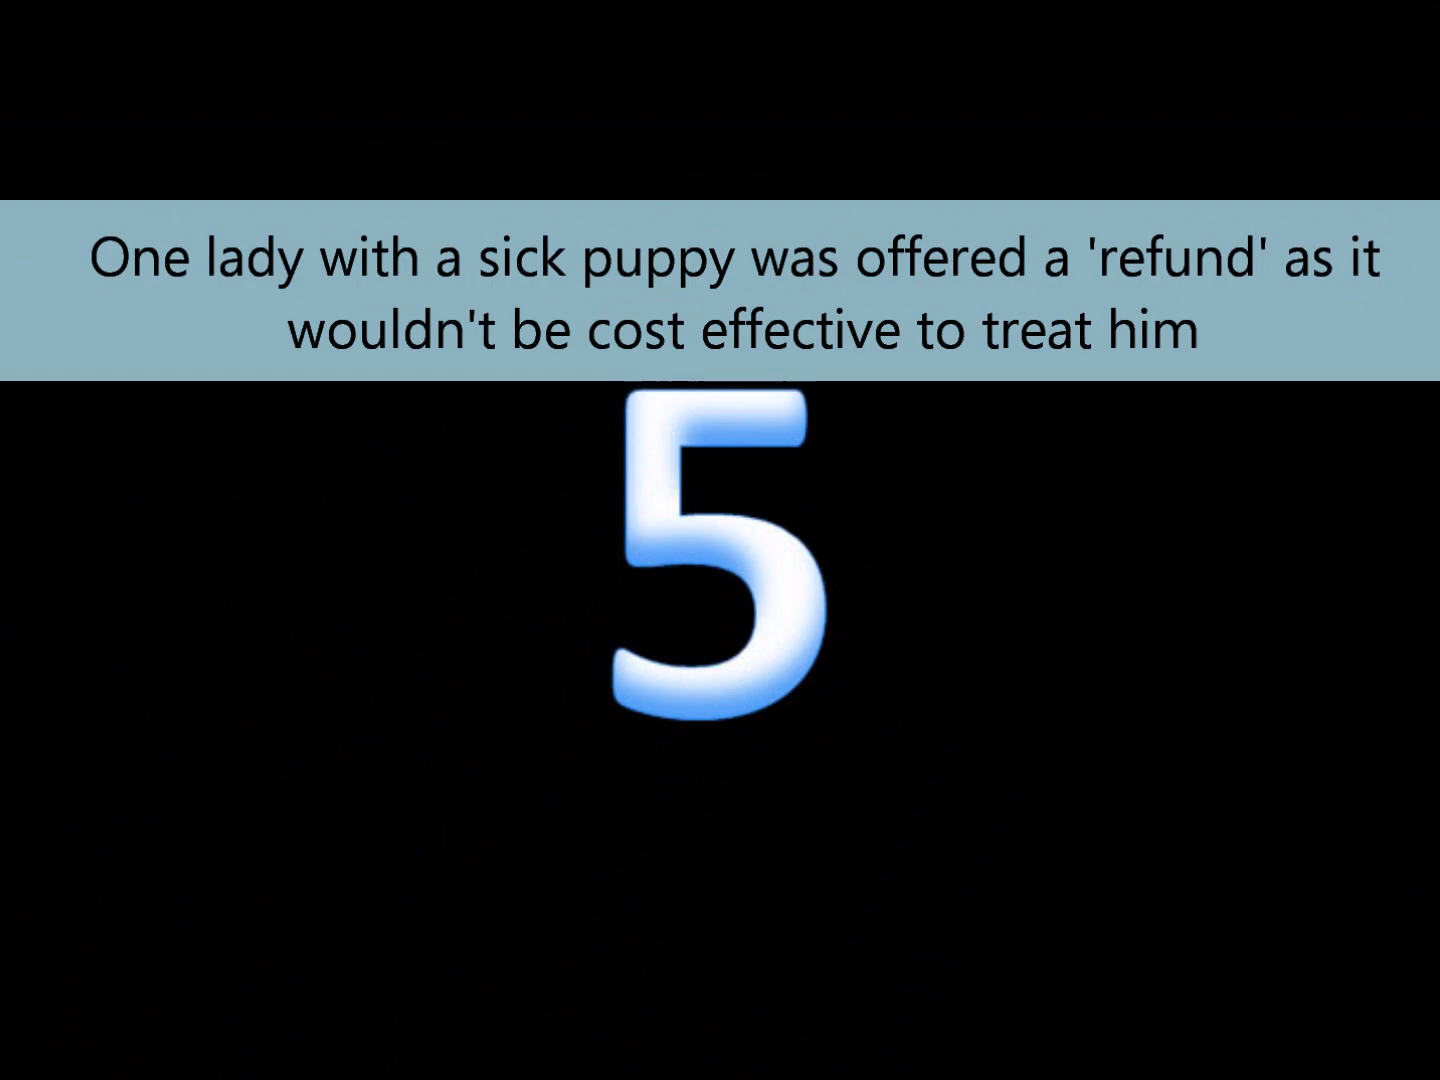 One lady with a sick puppy was offered a 'refund' as it
wouldn't be cost effective to treat him
5